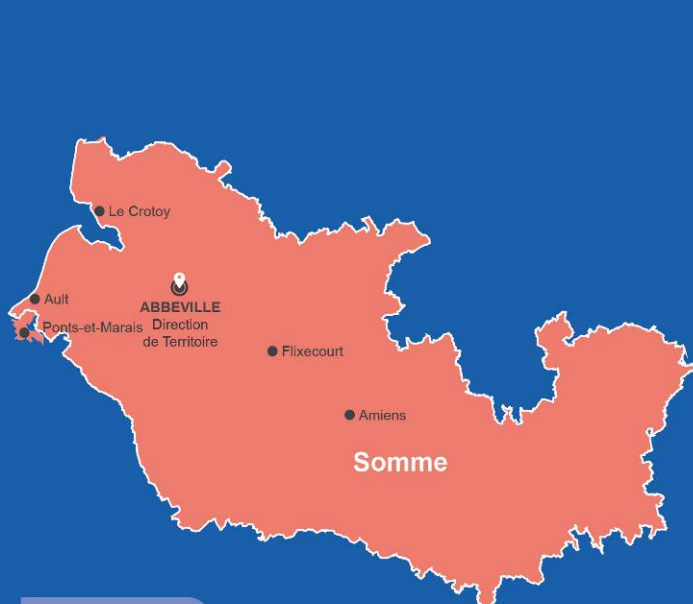 Le Crotoy
Ault
ABBEVILLE
Direction
de Territoire
Ponts-et-Marais
Flixecourt
Amiens
Somme